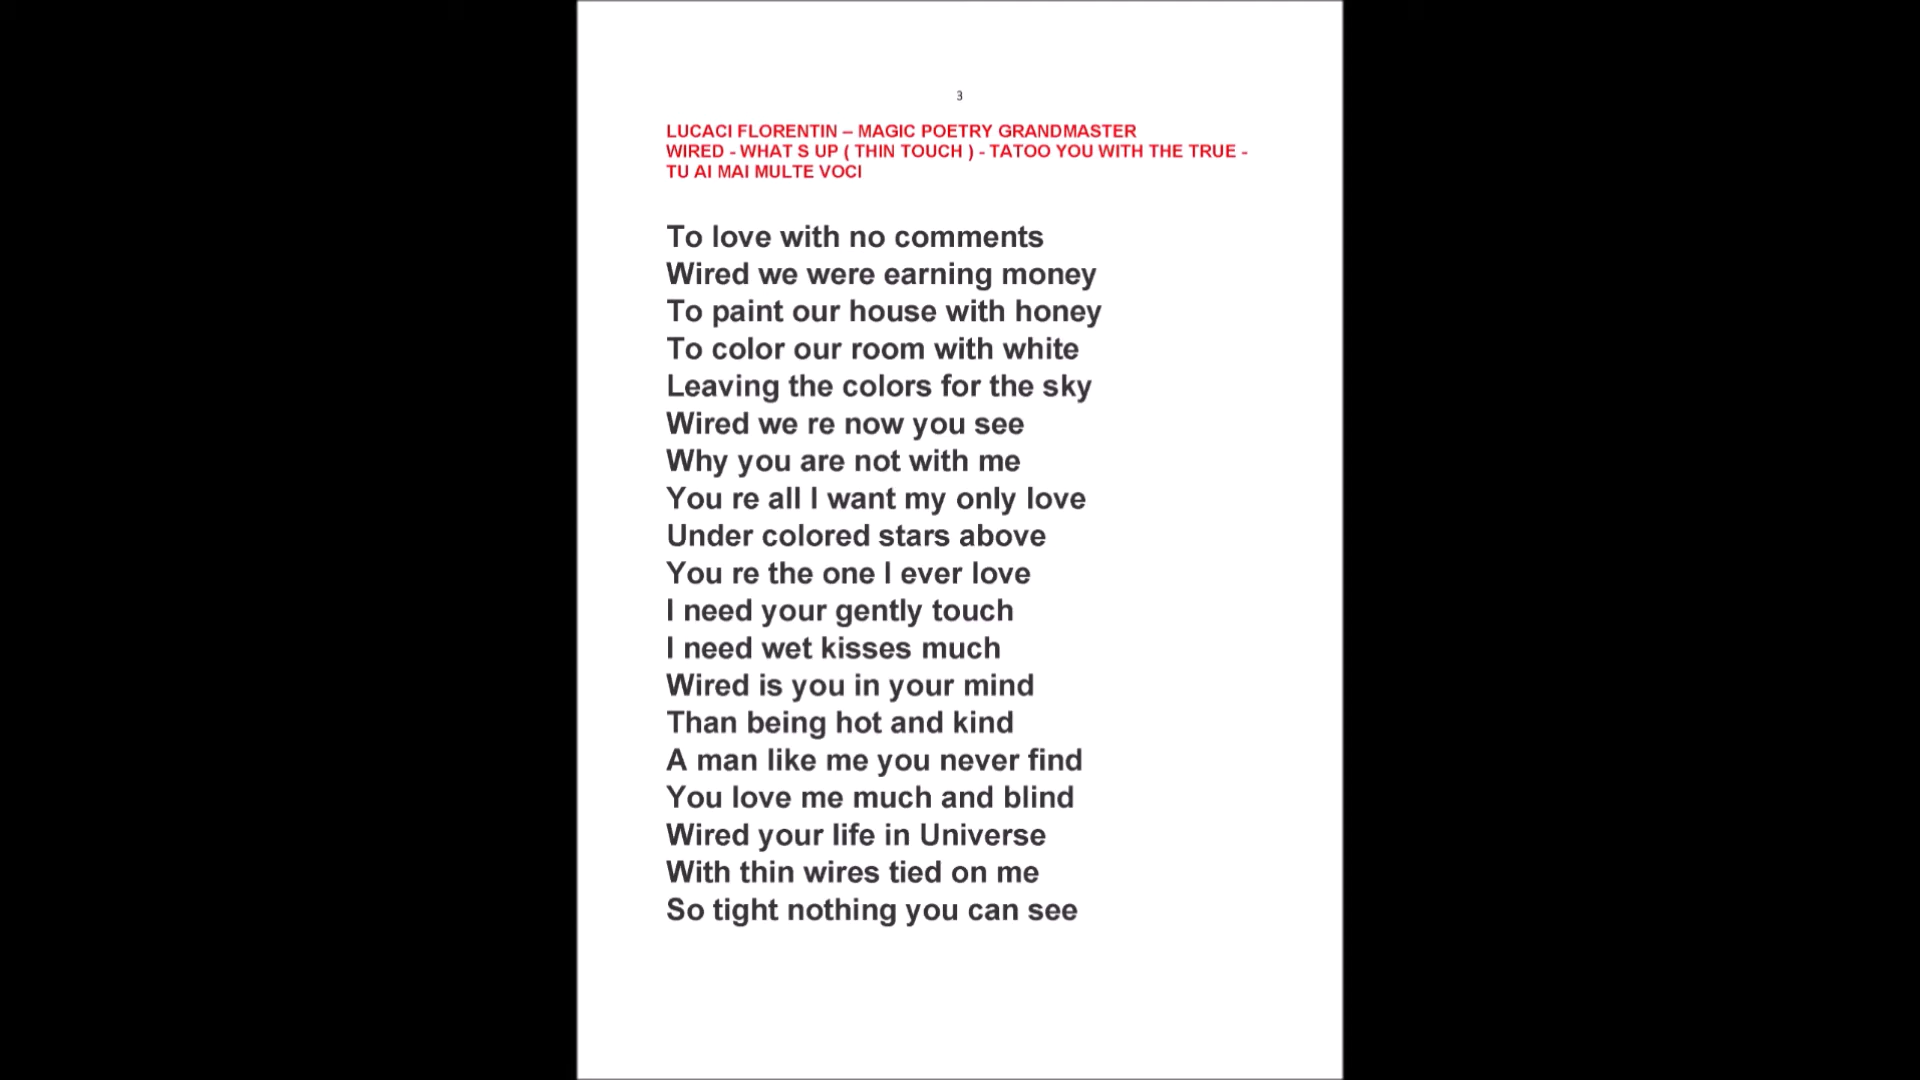 3
LUCACI FLORENTIN – MAGIC POETRY GRANDMASTER
WIRED - WHAT S UP ( THIN TOUCH ) - TATOO YOU WITH THE TRUE -
TU AI MAI MULTE VOCI
To love with no comments
Wired we were earning money
To paint our house with honey
To color our room with white
Leaving the colors for the sky
Wired we re now you see
Why you are not with me
You re all I want my only love
Under colored stars above
You re the one I ever love
I need your gently touch
I need wet kisses much
Wired is you in your mind
Than being hot and kind
A man like me you never find
You love me much and blind
Wired your life in Universe
With thin wires tied on me
So tight nothing you can see